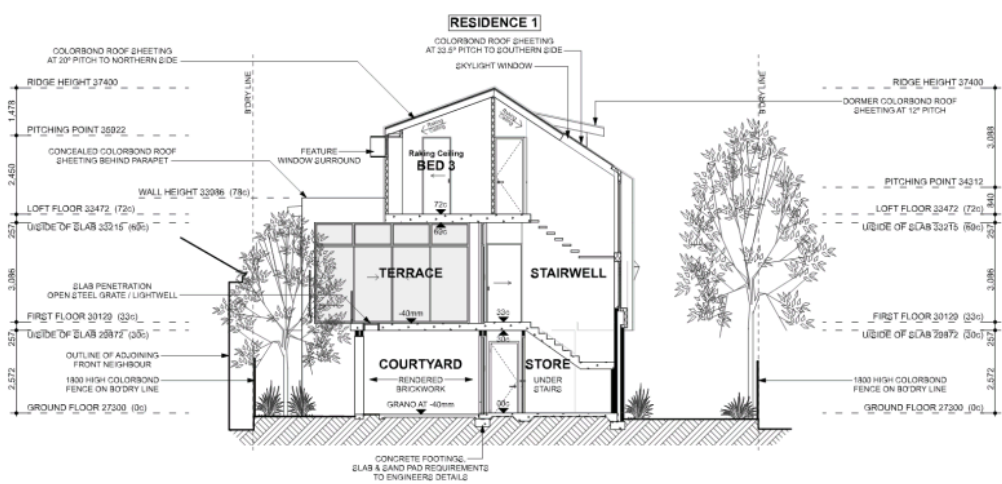 RESIDENCE 1
COLORBOND ROOF SHEETING
AT 20° PITCH TO NORTHERN SIDE
COLORBOND ROOF SHEETING
AT 33.5° PITCH TO SOUTHERN SIDE
SKYLIGHT WINDOW
B'DRY LINE
B'DRY LINE
RIDGE HEIGHT 37400
RIDGE HEIGHT 37400
DORMER COLORBOND ROOF
SHEETING AT 12° PITCH
1,478
PITCHING POINT 35922
3,088
CONCEALED COLORBOND ROOF
SHEETING BEHIND PARAPET
FEATURE
WINDOW SURROUND
Raking Ceiling
BED 3
2,450
WALL HEIGHT 33986 (78c)
PITCHING POINT 34312
840
LOFT FLOOR 33472 (72c)
72c
LOFT FLOOR 33472 (72c)
257
U/SIDE OF SLAB 33215 (69c)
69c
U/SIDE OF SLAB 33215 (69c)
257
TERRACE
STAIRWELL
3,086
3,086
SLAB PENETRATION
OPEN STEEL GRATE / LIGHTWELL
FIRST FLOOR 30129 (33c)
-40mm
33c
FIRST FLOOR 30129 (33c)
257
U/SIDE OF SLAB 29872 (30c)
30c
U/SIDE OF SLAB 29872 (30c)
257
OUTLINE OF ADJOINING
FRONT NEIGHBOUR
COURTYARD
STORE
RENDERED
BRICKWORK
UNDER
STAIRS
2,572
2,572
1800 HIGH COLORBOND
FENCE ON BO'DRY LINE
1800 HIGH COLORBOND
FENCE ON BO'DRY LINE
GROUND FLOOR 27300 (0c)
GRANO AT -40mm
00c
GROUND FLOOR 27300 (0c)
CONCRETE FOOTINGS,
SLAB & SAND PAD REQUIREMENTS
TO ENGINEERS DETAILS